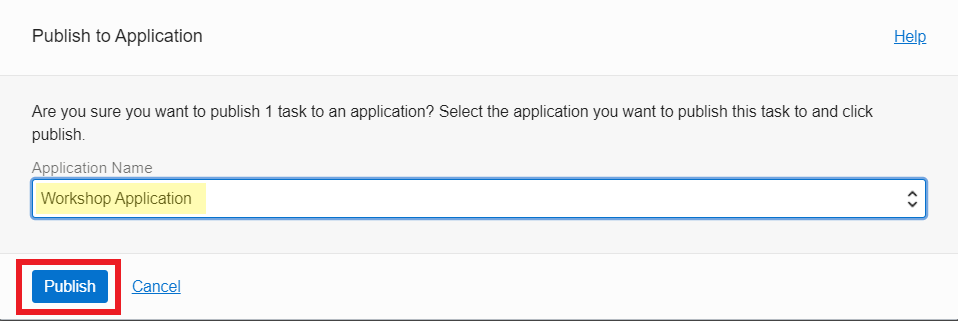 Publish to Application
Help
Are you sure you want to publish 1 task to an application? Select the application you want to publish this task to and click
publish.
Application Name
Workshop Application
Publish
Cancel